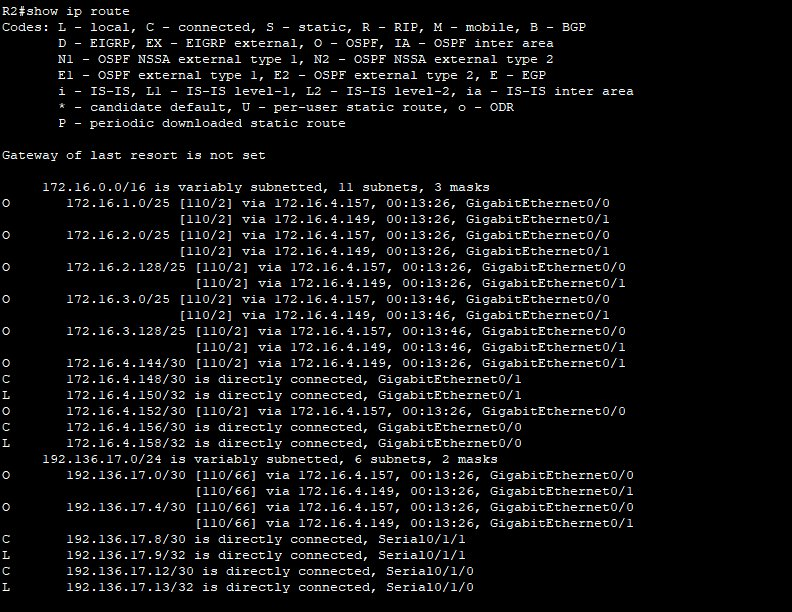 R2#show ip route
Codes: L - local, C - connected, S - static, R - RIP, M - mobile, B - BGP
       D - EIGRP, EX - EIGRP external, O - OSPF, IA - OSPF inter area
       N1 - OSPF NSSA external type 1, N2 - OSPF NSSA external type 2
       E1 - OSPF external type 1, E2 - OSPF external type 2, E - EGP
       i - IS-IS, L1 - IS-IS level-1, L2 - IS-IS level-2, ia - IS-IS inter area
       * - candidate default, U - per-user static route, o - ODR
       P - periodic downloaded static route

Gateway of last resort is not set

     172.16.0.0/16 is variably subnetted, 11 subnets, 3 masks
O       172.16.1.0/25 [110/2] via 172.16.4.157, 00:13:26, GigabitEthernet0/0
                      [110/2] via 172.16.4.149, 00:13:26, GigabitEthernet0/1
O       172.16.2.0/25 [110/2] via 172.16.4.157, 00:13:26, GigabitEthernet0/0
                      [110/2] via 172.16.4.149, 00:13:26, GigabitEthernet0/1
O       172.16.2.128/25 [110/2] via 172.16.4.157, 00:13:26, GigabitEthernet0/0
                        [110/2] via 172.16.4.149, 00:13:26, GigabitEthernet0/1
O       172.16.3.0/25 [110/2] via 172.16.4.157, 00:13:46, GigabitEthernet0/0
                      [110/2] via 172.16.4.149, 00:13:46, GigabitEthernet0/1
O       172.16.3.128/25 [110/2] via 172.16.4.157, 00:13:46, GigabitEthernet0/0
                        [110/2] via 172.16.4.149, 00:13:46, GigabitEthernet0/1
O       172.16.4.144/30 [110/2] via 172.16.4.149, 00:13:26, GigabitEthernet0/1
C       172.16.4.148/30 is directly connected, GigabitEthernet0/1
L       172.16.4.150/32 is directly connected, GigabitEthernet0/1
O       172.16.4.152/30 [110/2] via 172.16.4.157, 00:13:26, GigabitEthernet0/0
C       172.16.4.156/30 is directly connected, GigabitEthernet0/0
L       172.16.4.158/32 is directly connected, GigabitEthernet0/0
     192.136.17.0/24 is variably subnetted, 6 subnets, 2 masks
O       192.136.17.0/30 [110/66] via 172.16.4.157, 00:13:26, GigabitEthernet0/0
                        [110/66] via 172.16.4.149, 00:13:26, GigabitEthernet0/1
O       192.136.17.4/30 [110/66] via 172.16.4.157, 00:13:26, GigabitEthernet0/0
                        [110/66] via 172.16.4.149, 00:13:26, GigabitEthernet0/1
C       192.136.17.8/30 is directly connected, Serial0/1/1
L       192.136.17.9/32 is directly connected, Serial0/1/1
C       192.136.17.12/30 is directly connected, Serial0/1/0
L       192.136.17.13/32 is directly connected, Serial0/1/0